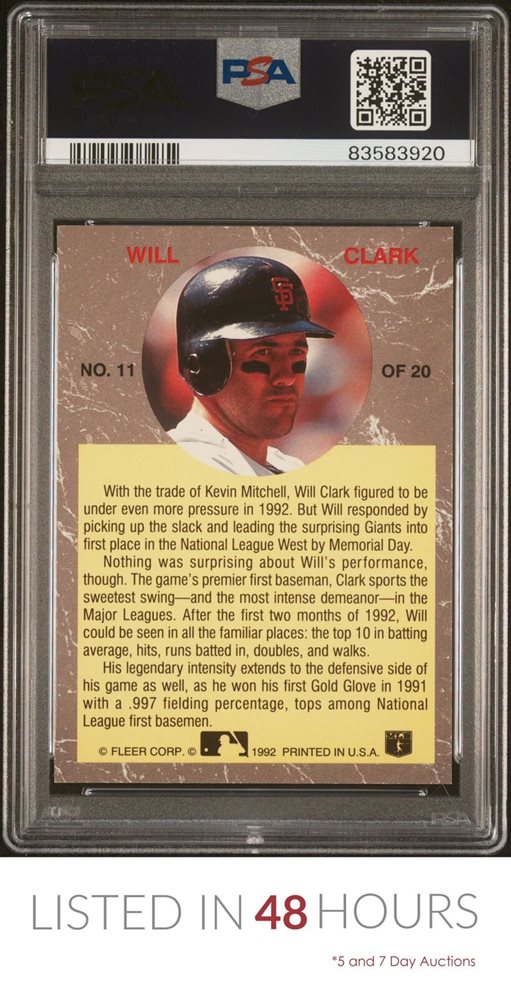 PSA
83583920
WILL CLARK
SF
NO. 11 OF 20
With the trade of Kevin Mitchell, Will Clark figured to be
under even more pressure in 1992. But Will responded by
picking up the slack and leading the surprising Giants into
first place in the National League West by Memorial Day.
Nothing was surprising about Will's performance,
though. The game's premier first baseman, Clark sports the
sweetest swing—and the most intense demeanor—in the
Major Leagues. After the first two months of 1992, Will
could be seen in all the familiar places: the top 10 in batting
average, hits, runs batted in, doubles, and walks.
His legendary intensity extends to the defensive side of
his game as well, as he won his first Gold Glove in 1991
with a .997 fielding percentage, tops among National
League first basemen.
© FLEER CORP. © 1992 PRINTED IN U.S.A.
PSA
LISTED IN 48 HOURS
*5 and 7 Day Auctions